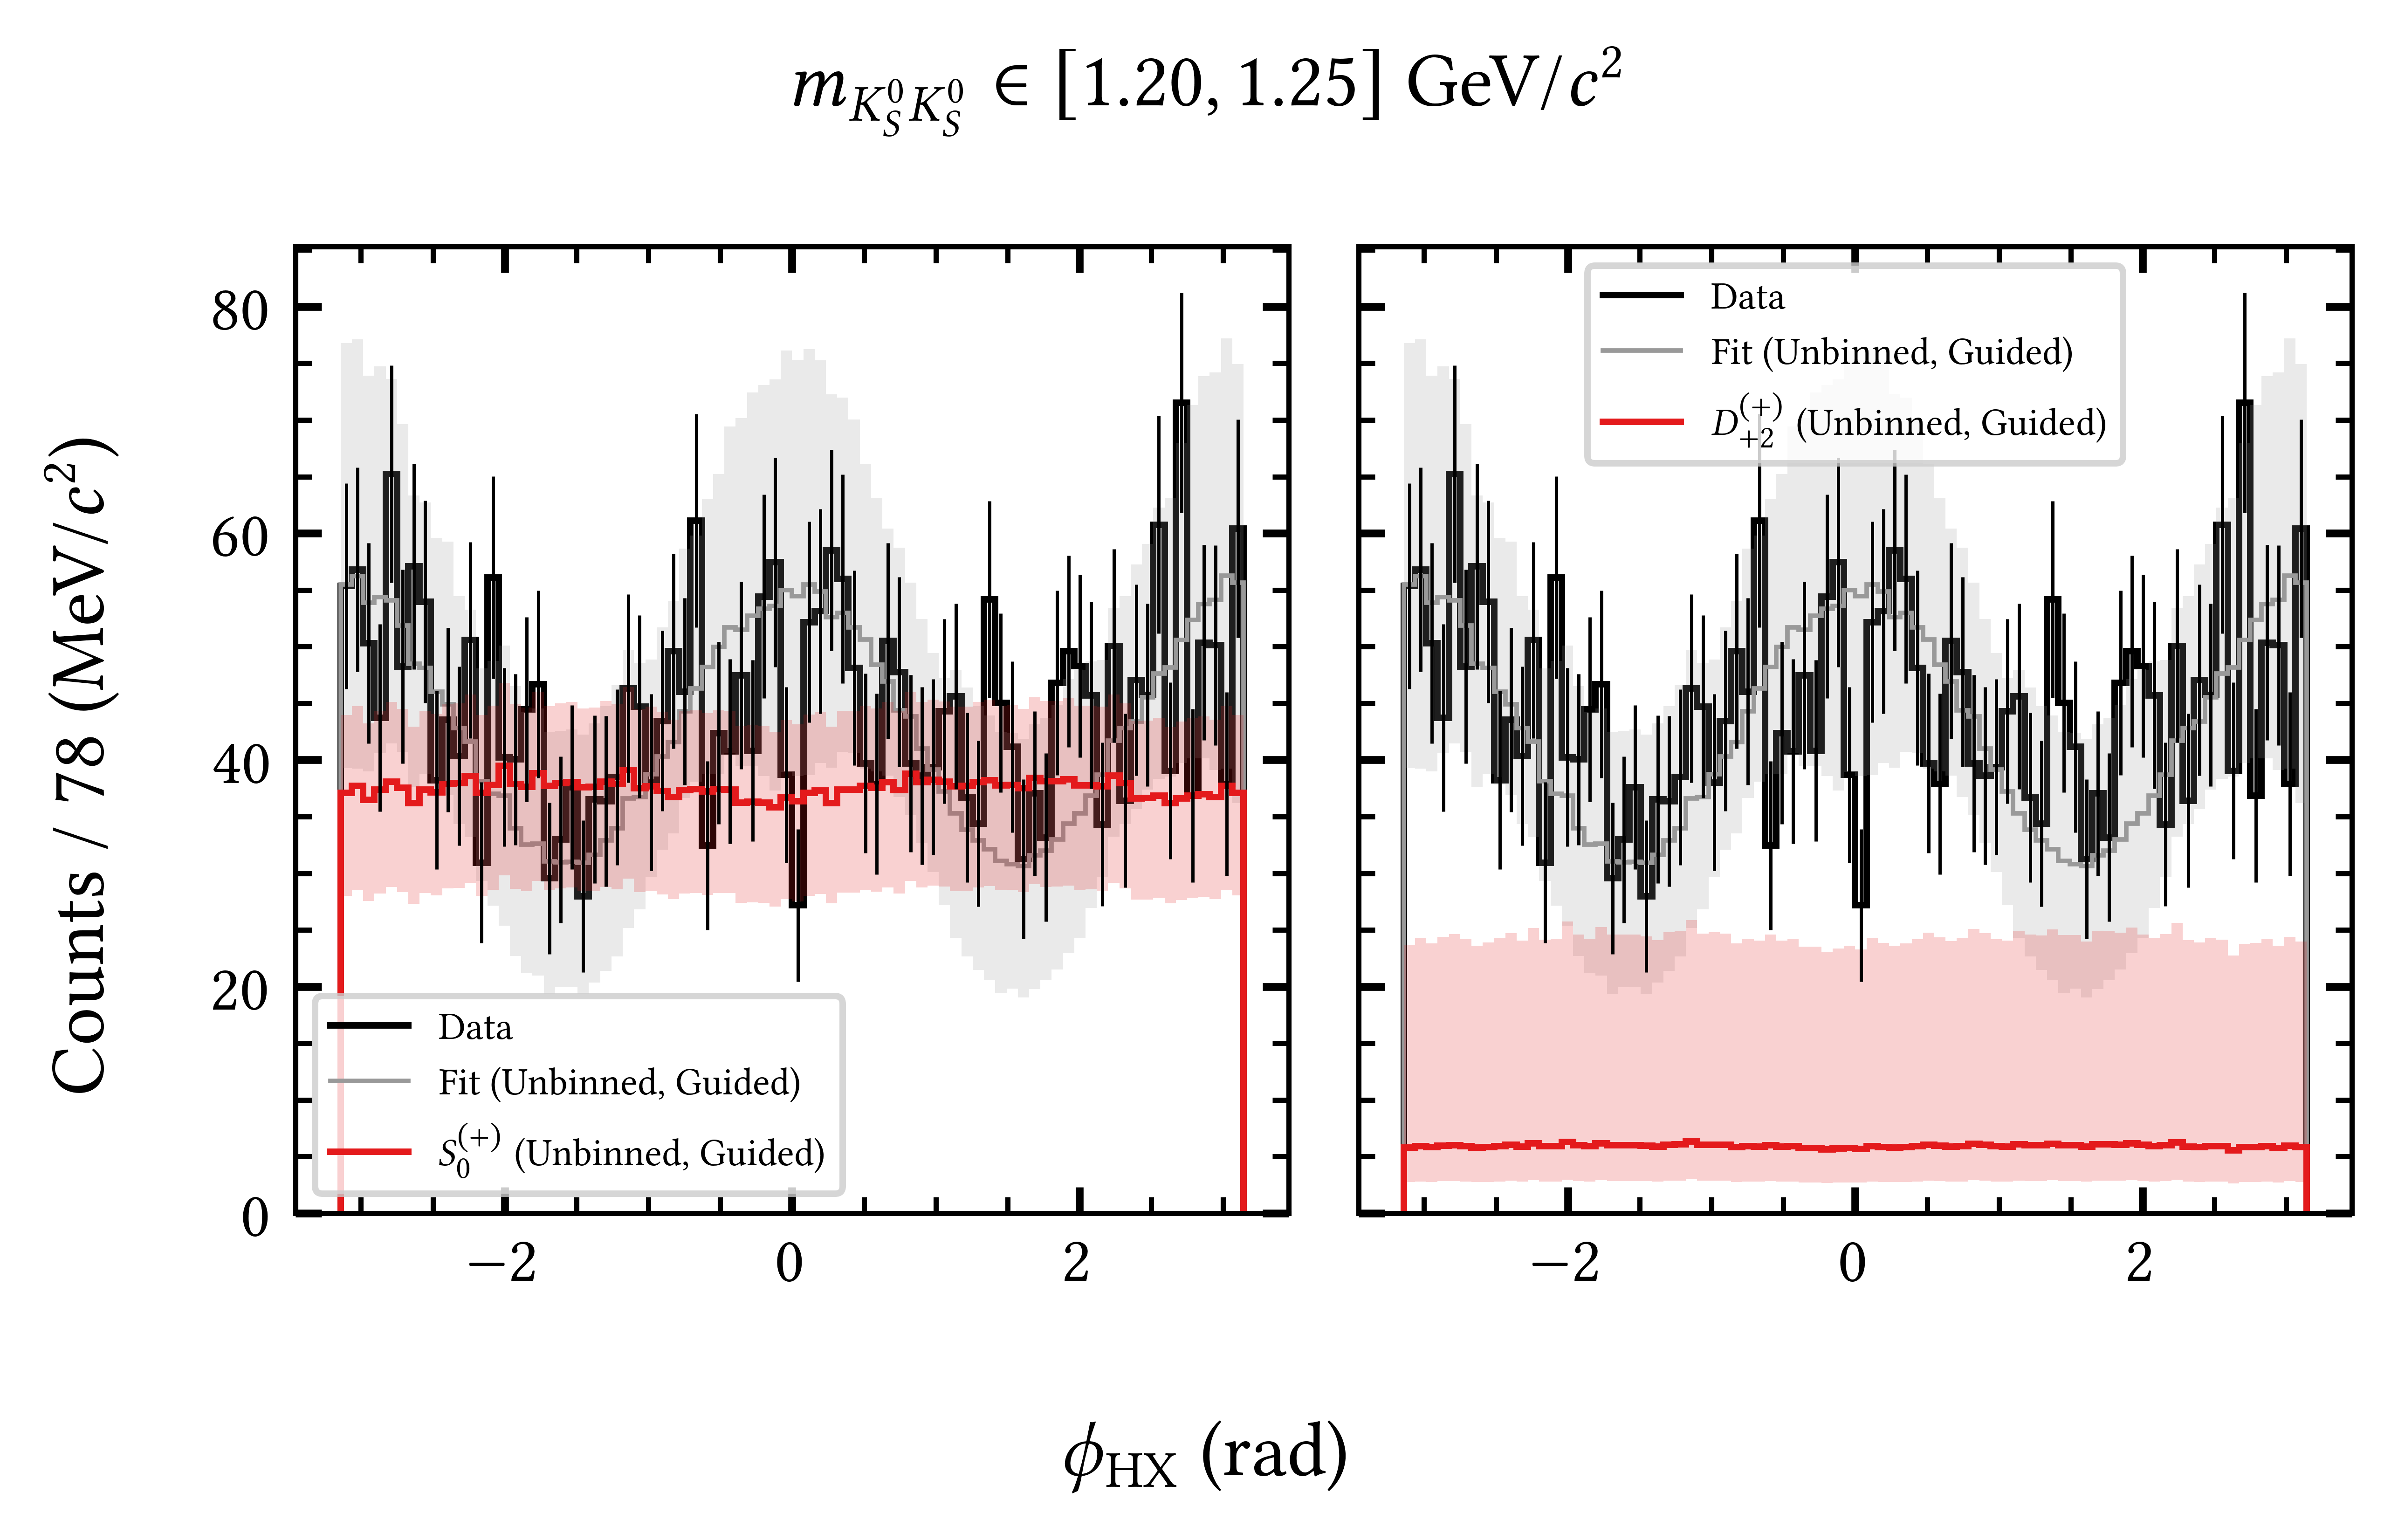 m_{K_S^0 K_S^0} ∈ [1.20, 1.25] GeV/c²
Counts / 78 (MeV/c²)
80
60
40
20
0
−2
0
2
Data
Fit (Unbinned, Guided)
S_0^{(+)} (Unbinned, Guided)
−2
0
2
Data
Fit (Unbinned, Guided)
D_{+2}^{(+)} (Unbinned, Guided)
ϕ_HX (rad)